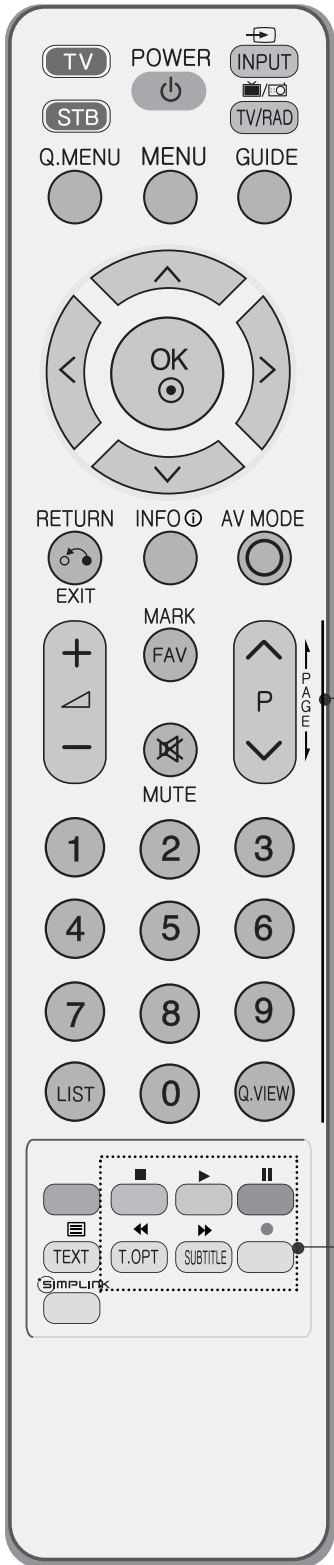 TV POWER INPUT
STB TV/RAD
Q.MENU MENU GUIDE
OK
RETURN INFO i AV MODE
EXIT
MARK
FAV
+
P
PAGE
-
MUTE
1 2 3
4 5 6
7 8 9
LIST 0 Q.VIEW
TEXT T.OPT SUBTITLE
SIMPLINK